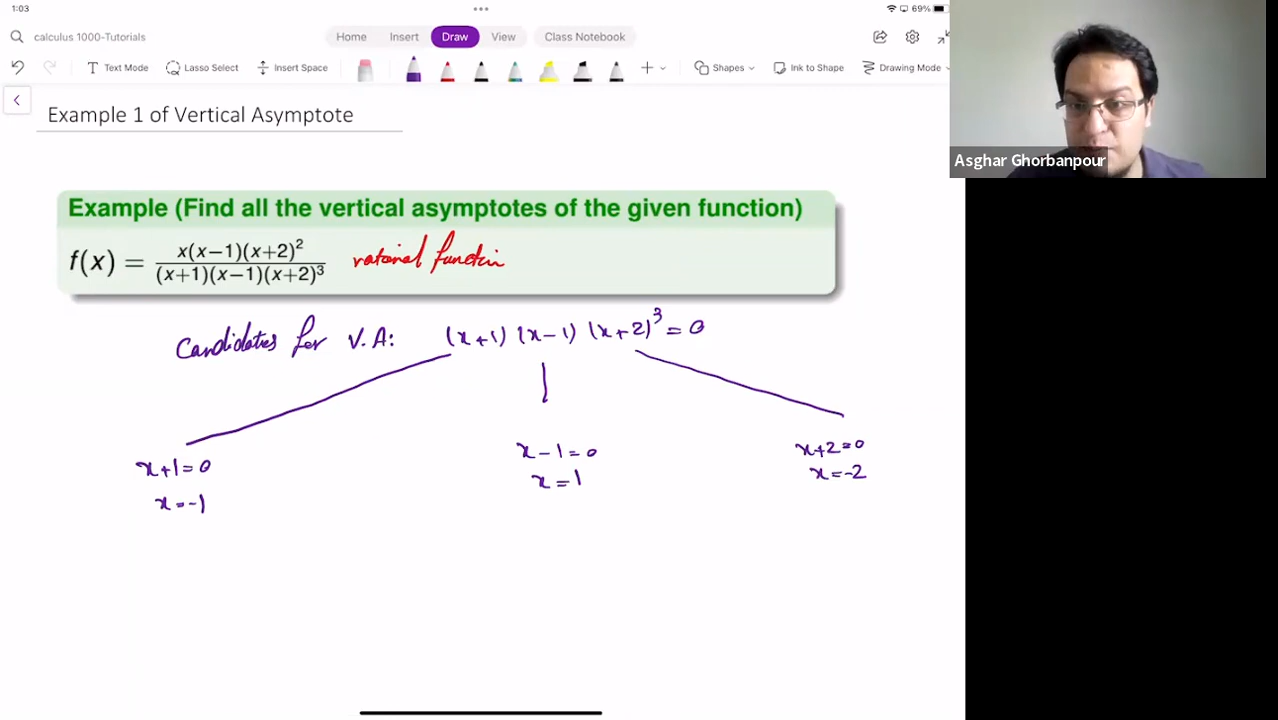 1:03
69%
calculus 1000-Tutorials
Home Insert Draw View Class Notebook
Text Mode Lasso Select Insert Space Shapes Ink to Shape Drawing Mode
Example 1 of Vertical Asymptote
Asghar Ghorbanpour
Example (Find all the vertical asymptotes of the given function)
f(x) = x(x−1)(x+2)² / (x+1)(x−1)(x+2)³ rational function
Candidates for V.A: (x+1) (x-1) (x+2)³ = 0
x+1=0 x-1=0 x+2=0
x=-1 x=1 x=-2